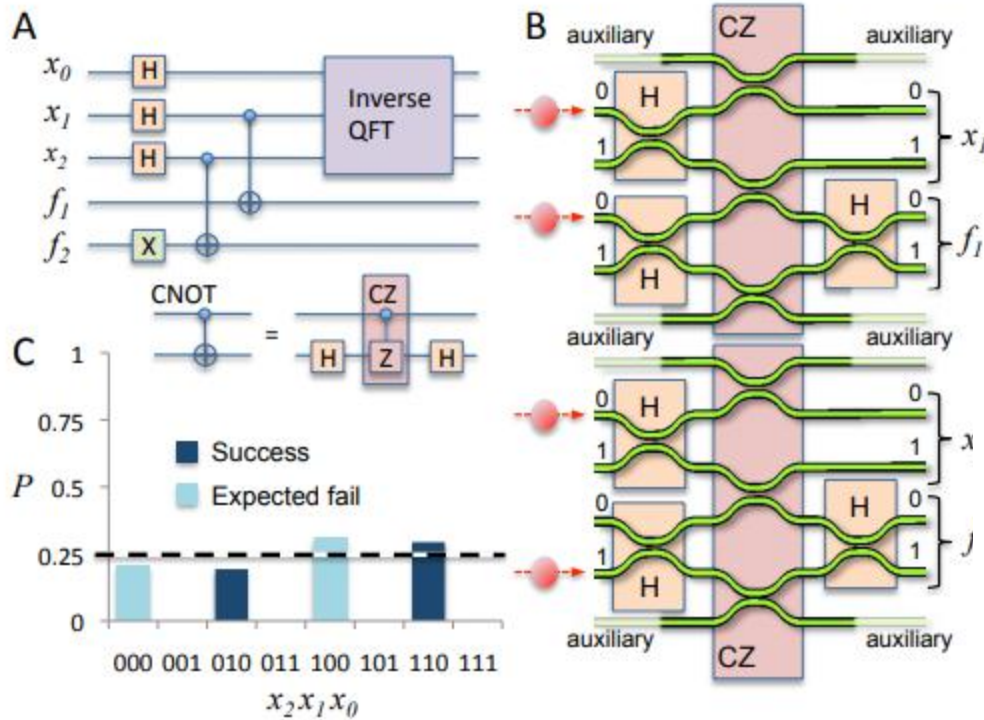 A
x0
x1
x2
f1
f2
H
H
H
X
Inverse
QFT
CNOT
=
CZ
H
Z
H
B
auxiliary
CZ
auxiliary
0
H
0
1
1
x1
0
H
0
1
H
1
f1
auxiliary
auxiliary
0
H
0
1
1
x
0
H
0
1
H
1
auxiliary
CZ
auxiliary
C
1
0.75
0.5
0.25
0
P
Success
Expected fail
000 001 010 011 100 101 110 111
x2x1x0